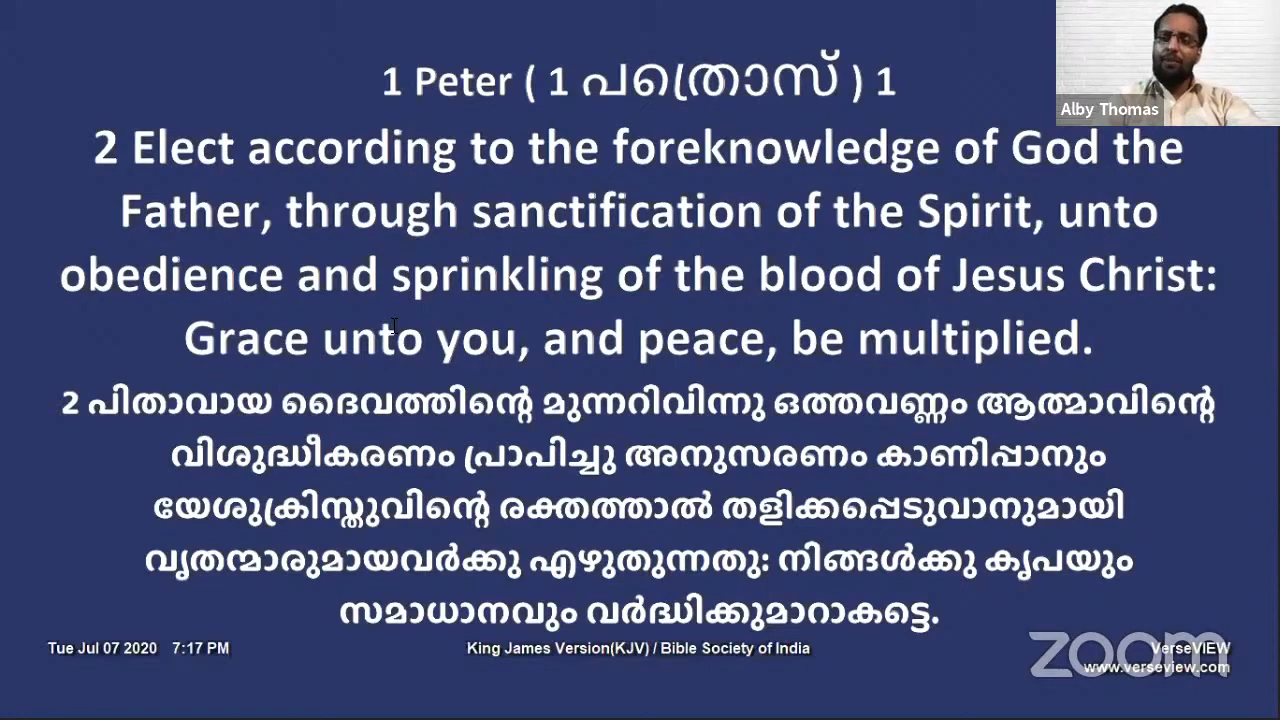 1 Peter ( 1 പത്രൊസ് ) 1
Alby Thomas
2 Elect according to the foreknowledge of God the
Father, through sanctification of the Spirit, unto
obedience and sprinkling of the blood of Jesus Christ:
Grace unto you, and peace, be multiplied.
2 പിതാവായ ദൈവത്തിന്റെ മുന്നറിവിന്നു ഒത്തവണ്ണം ആത്മാവിന്റെ
വിശുദ്ധീകരണം പ്രാപിച്ചു അനുസരണം കാണിപ്പാനും
യേശുക്രിസ്തുവിന്റെ രക്തത്താൽ തളിക്കപ്പെടുവാനുമായി
വൃതന്മാരുമായവർക്കു എഴുതുന്നതു: നിങ്ങൾക്കു കൃപയും
സമാധാനവും വർദ്ധിക്കുമാറാകട്ടെ.
Tue Jul 07 2020 7:17 PM
King James Version(KJV) / Bible Society of India
VerseVIEW
www.verseview.com
zoom